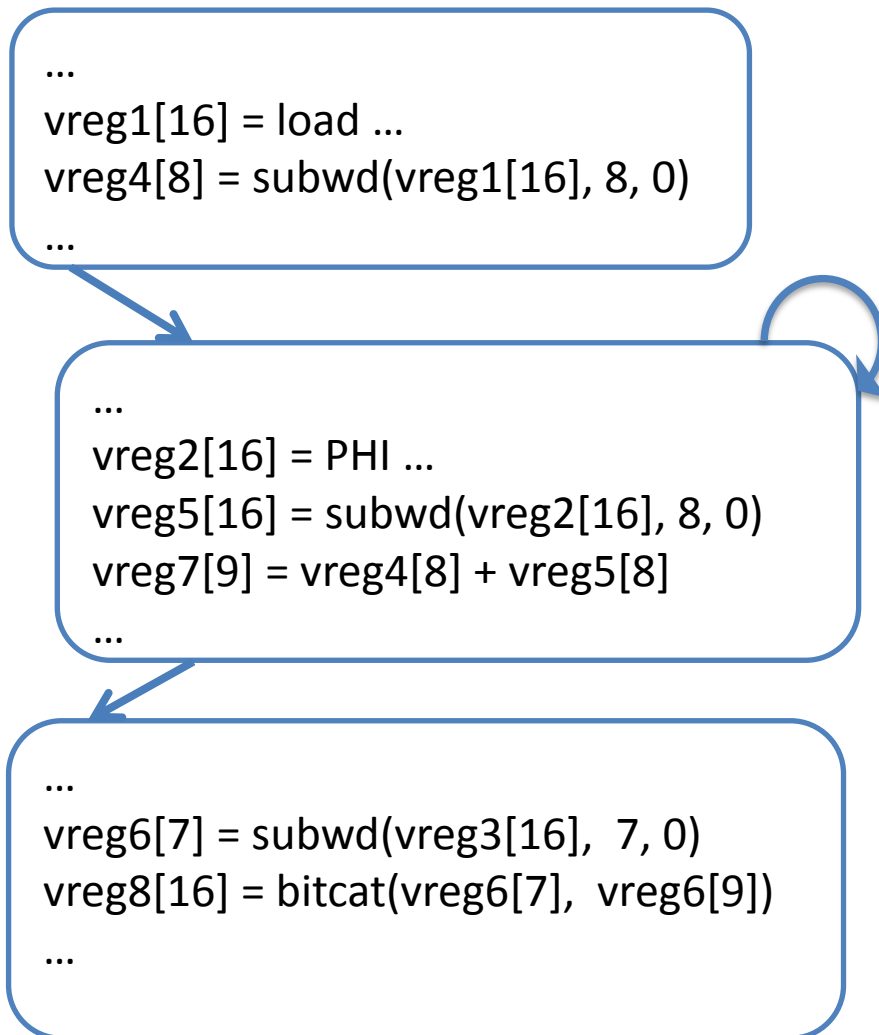 …
vreg1[16] = load …
vreg4[8] = subwd(vreg1[16], 8, 0)
…
…
vreg2[16] = PHI …
vreg5[16] = subwd(vreg2[16], 8, 0)
vreg7[9] = vreg4[8] + vreg5[8]
…
…
vreg6[7] = subwd(vreg3[16],  7, 0)
vreg8[16] = bitcat(vreg6[7],  vreg6[9])
…